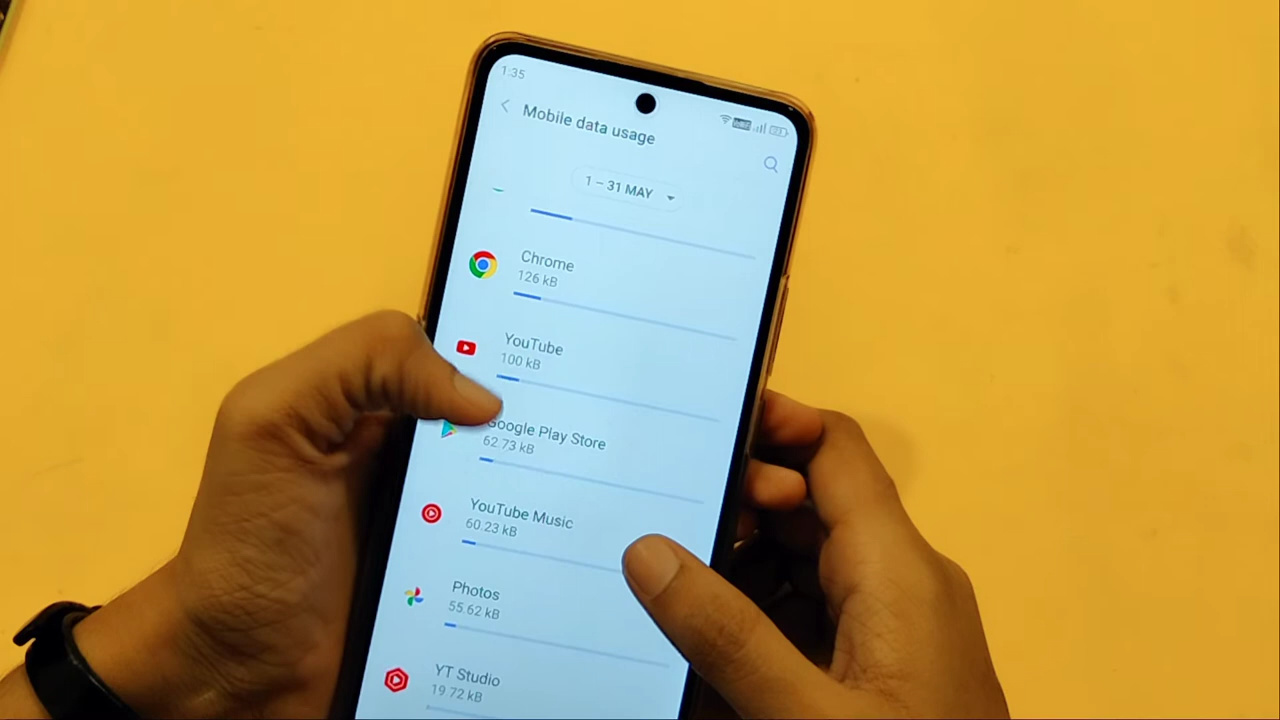 1:35
Mobile data usage
1 – 31 MAY
Chrome
126 kB
YouTube
100 kB
Google Play Store
62.73 kB
YouTube Music
60.23 kB
Photos
55.62 kB
YT Studio
19.72 kB